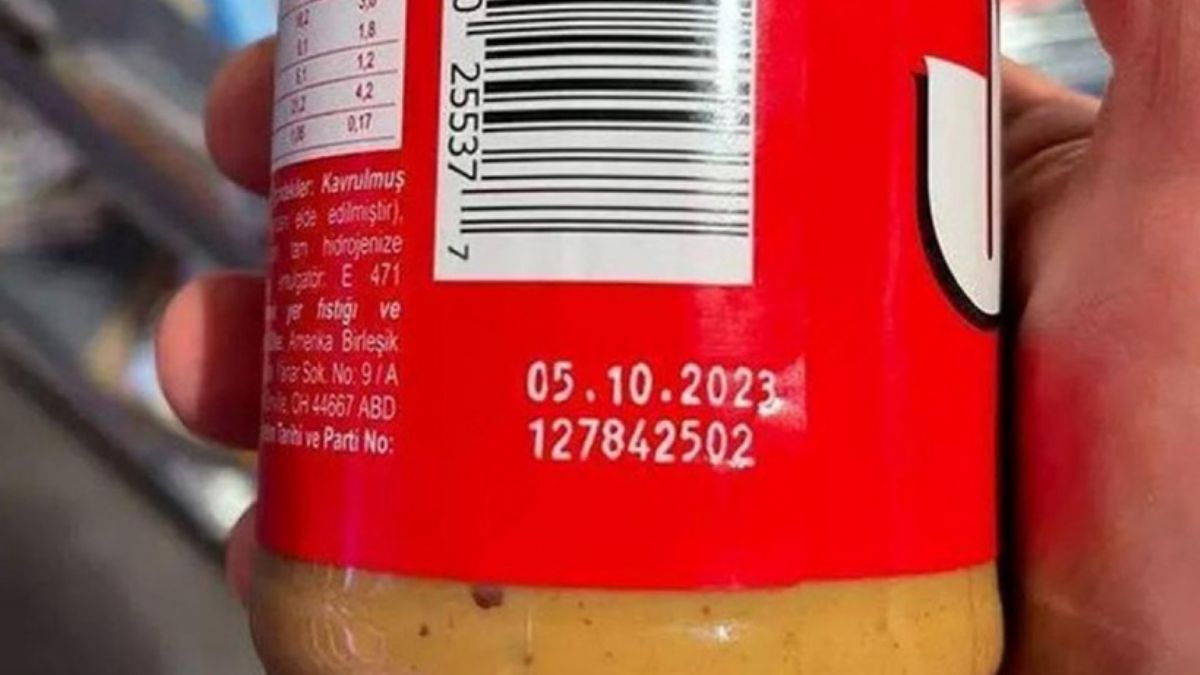 1,8
1,2
4,2
0,17
Kavrulmuş
elde edilmiştir),
tam hidrojenize
E 471
yer fıstığı ve
Amerika Birleşik
Sok. No: 9 / A
OH 44667 ABD
Tarihi ve Parti No:
25537
7
05.10.2023
127842502